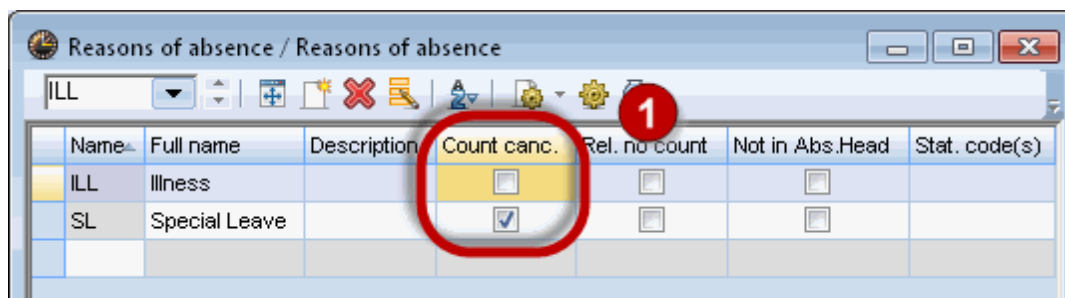 Reasons of absence / Reasons of absence
ILL
1
Name Full name Description Count canc. Rel. no count Not in Abs.Head Stat. code(s)
ILL Illness
SL Special Leave